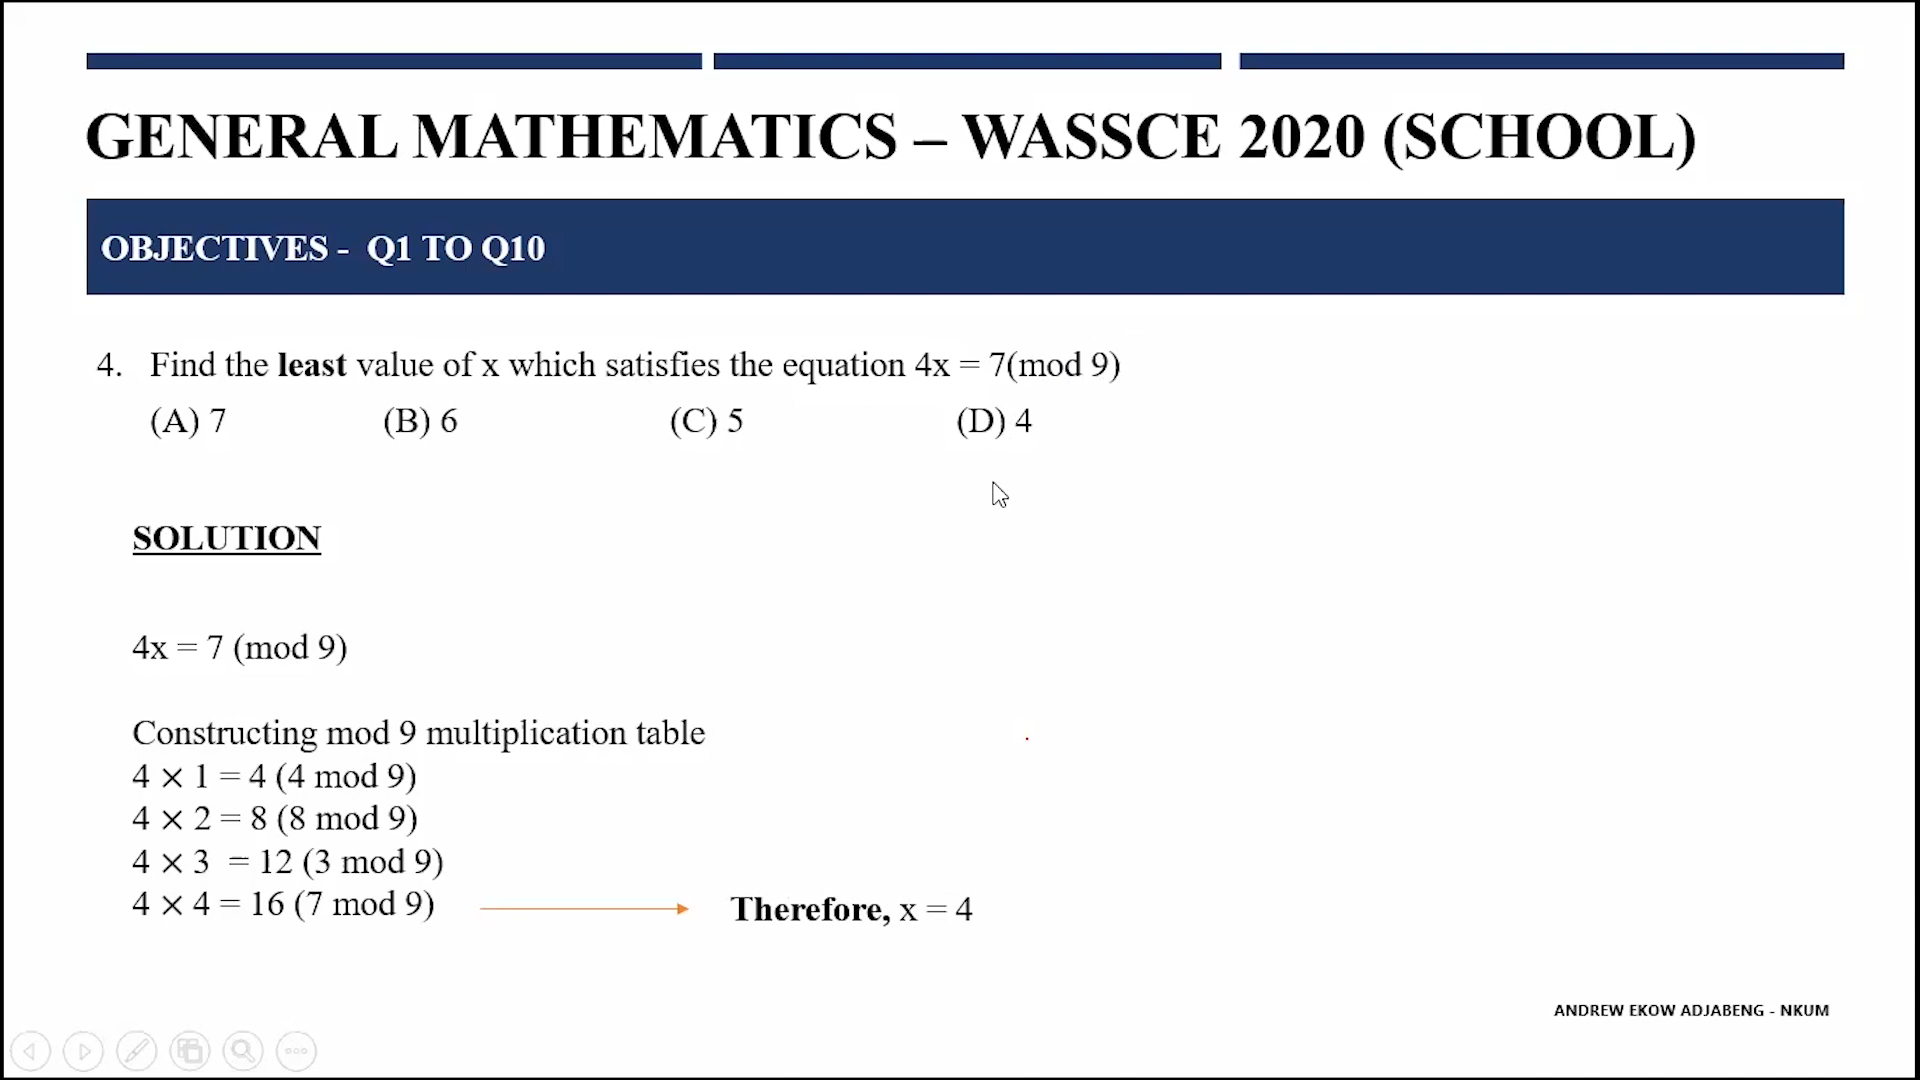 GENERAL MATHEMATICS – WASSCE 2020 (SCHOOL)
OBJECTIVES - Q1 TO Q10
4. Find the least value of x which satisfies the equation 4x = 7(mod 9)
(A) 7 (B) 6 (C) 5 (D) 4
SOLUTION
4x = 7 (mod 9)
Constructing mod 9 multiplication table
4 × 1 = 4 (4 mod 9)
4 × 2 = 8 (8 mod 9)
4 × 3 = 12 (3 mod 9)
4 × 4 = 16 (7 mod 9) Therefore, x = 4
ANDREW EKOW ADJABENG - NKUM